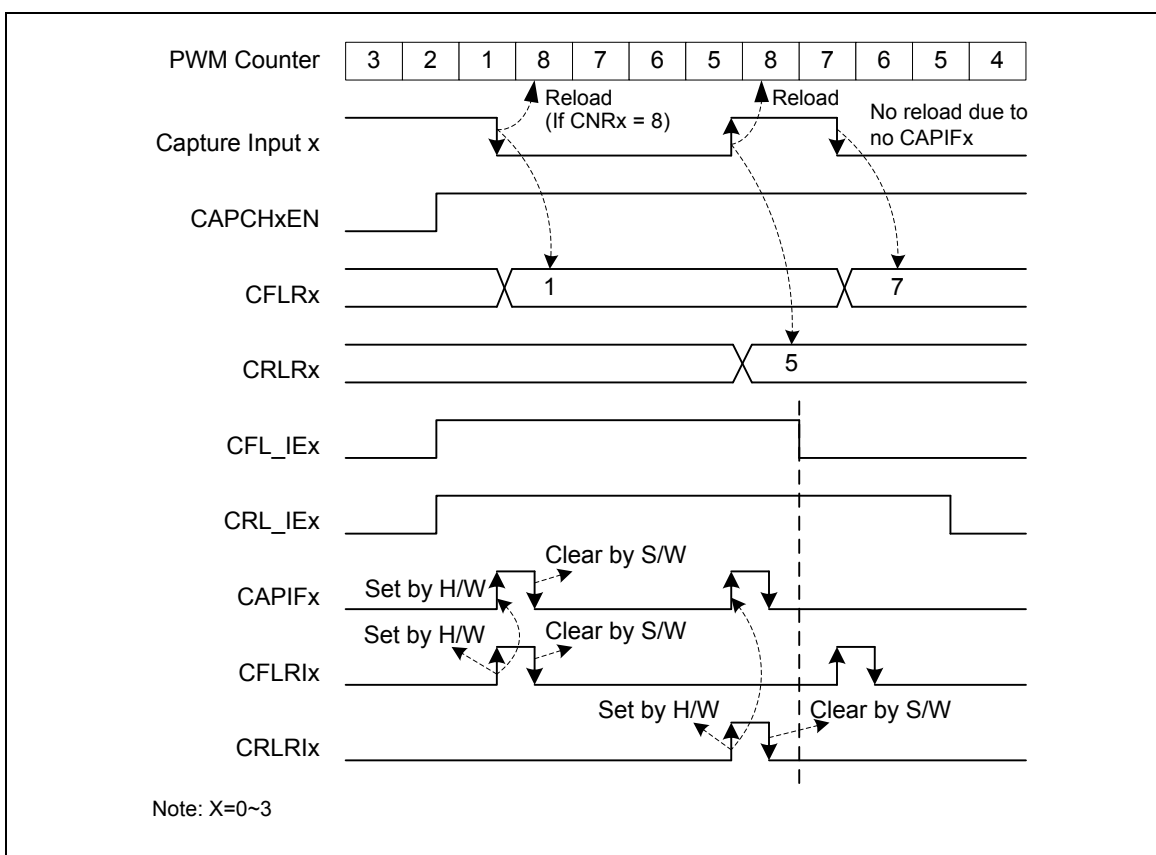 PWM Counter 3 2 1 8 7 6 5 8 7 6 5 4
Reload
(If CNRx = 8)
Reload
No reload due to
no CAPIFx
Capture Input x
CAPCHxEN
CFLRx 1 7
CRLRx 5
CFL_IEx
CRL_IEx
Clear by S/W
CAPIFx Set by H/W
Set by H/W Clear by S/W
CFLRIx
Set by H/W Clear by S/W
CRLRIx
Note: X=0~3